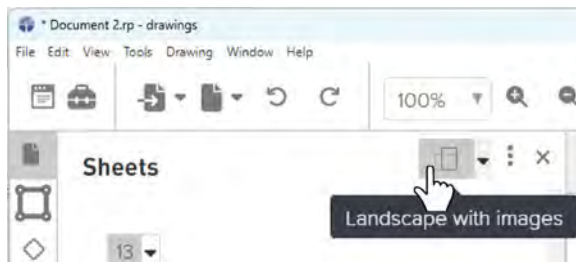 * Document 2.rp - drawings
File Edit View Tools Drawing Window Help
100%
Sheets
Landscape with images
13